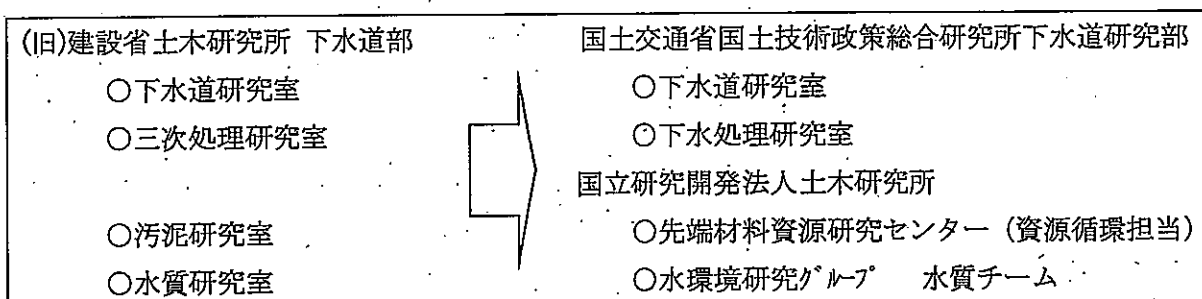 (旧)建設省土木研究所 下水道部
○下水道研究室
○三次処理研究室
○汚泥研究室
○水質研究室
国土交通省国土技術政策総合研究所下水道研究部
○下水道研究室
○下水処理研究室
国立研究開発法人土木研究所
○先端材料資源研究センター（資源循環担当）
○水環境研究ｸﾞﾙｰﾌﾟ 水質チーム